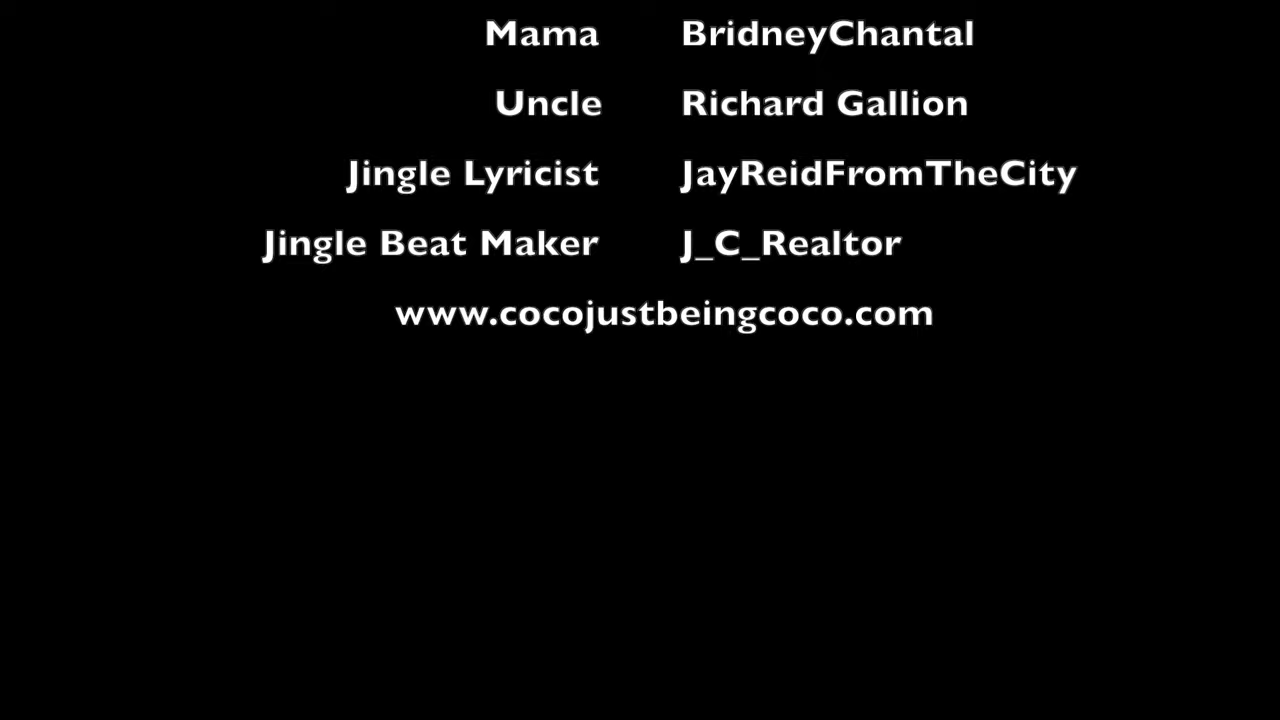 Mama BridneyChantal
Uncle Richard Gallion
Jingle Lyricist JayReidFromTheCity
Jingle Beat Maker J_C_Realtor
www.cocojustbeingcoco.com